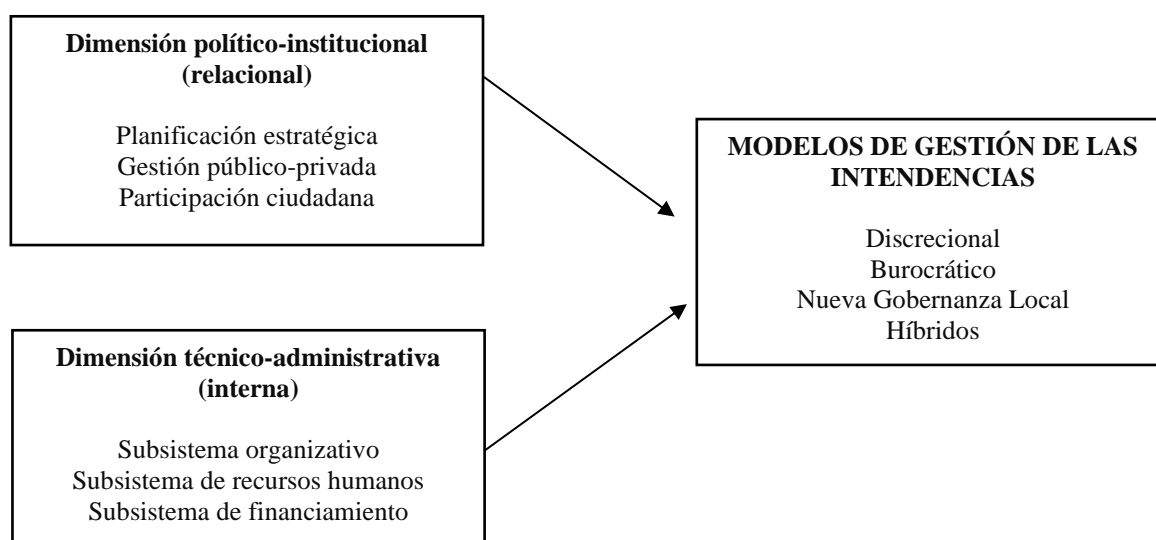 Dimensión político-institucional
(relacional)
Planificación estratégica
Gestión público-privada
Participación ciudadana
MODELOS DE GESTIÓN DE LAS
INTENDENCIAS
Discrecional
Burocrático
Nueva Gobernanza Local
Híbridos
Dimensión técnico-administrativa
(interna)
Subsistema organizativo
Subsistema de recursos humanos
Subsistema de financiamiento